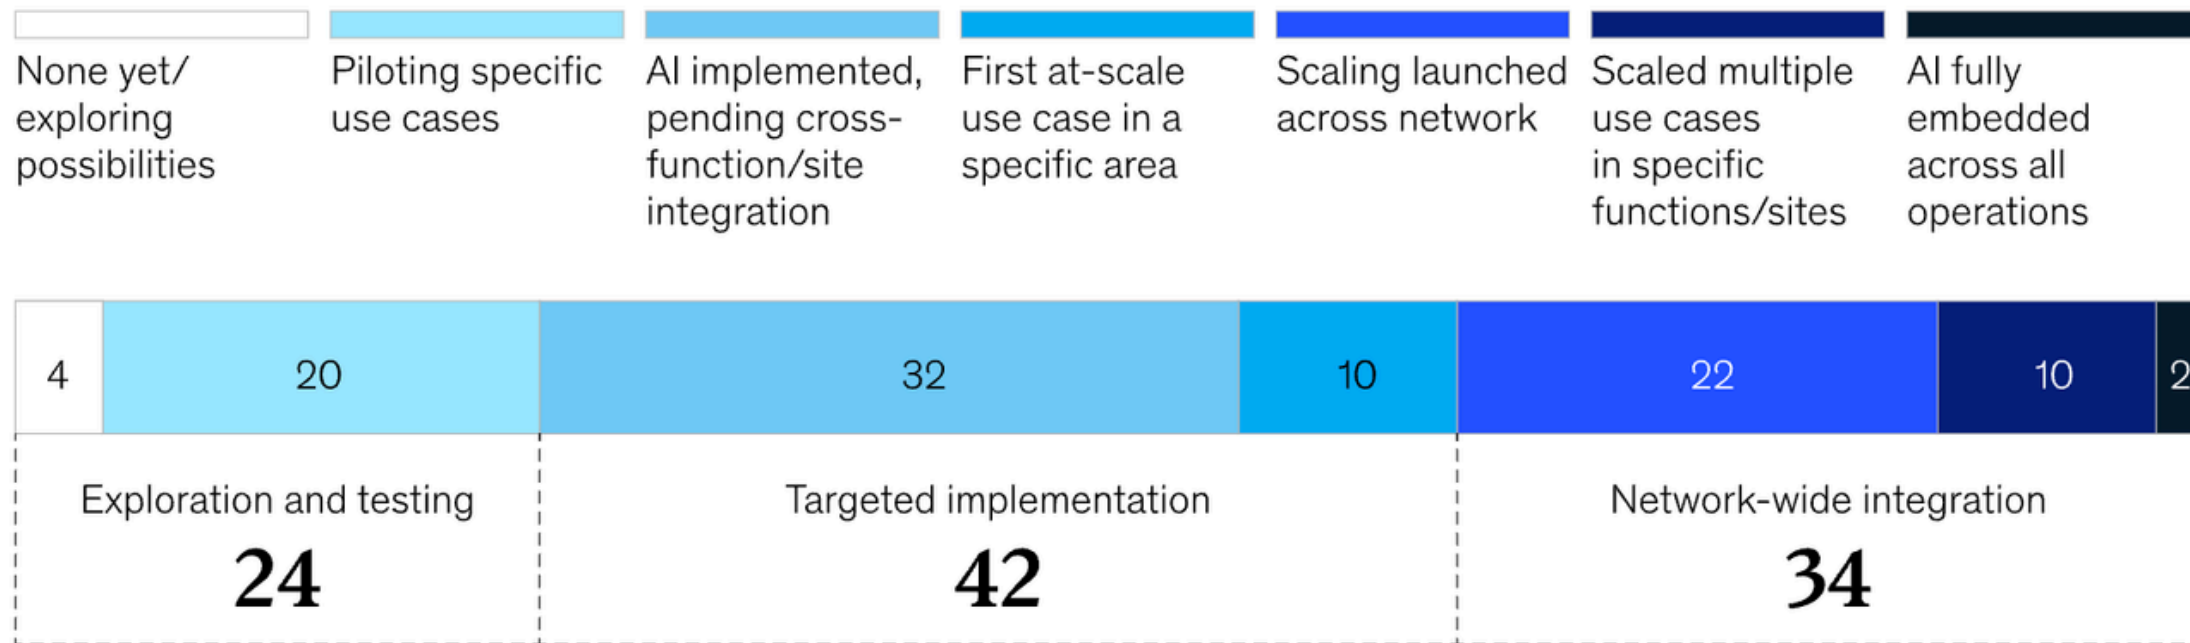 None yet/
exploring
possibilities
Piloting specific
use cases
AI implemented,
pending cross-
function/site
integration
First at-scale
use case in a
specific area
Scaling launched
across network
Scaled multiple
use cases
in specific
functions/sites
AI fully
embedded
across all
operations
4 20 32 10 22 10 2
Exploration and testing
24
Targeted implementation
42
Network-wide integration
34